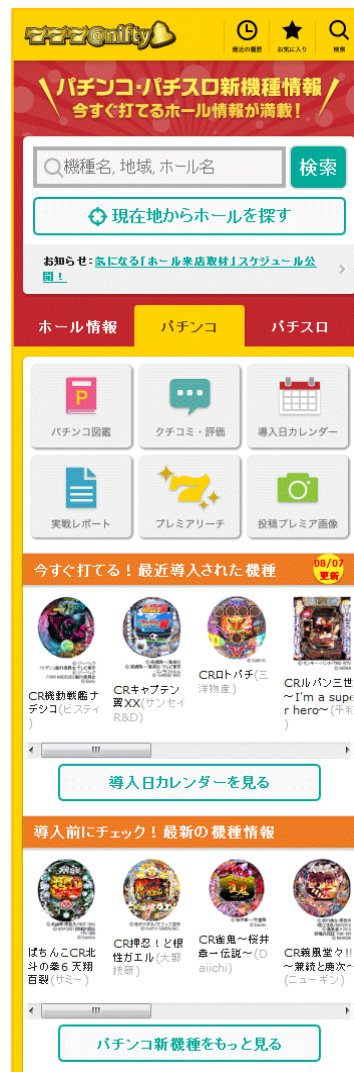 777@nifty
最近の履歴
お気に入り
検索
パチンコ・パチスロ新機種情報
今すぐ打てるホール情報が満載！
機種名, 地域, ホール名
検索
現在地からホールを探す
お知らせ：気になる「ホール来店取材」スケジュール公
開！
ホール情報
パチンコ
パチスロ
P
パチンコ図鑑
クチコミ・評価
導入日カレンダー
実戦レポート
プレミアリーチ
投稿プレミア画像
今すぐ打てる！最近導入された機種
08/07
更新
CR機動戦艦ナ
デシコ(ビスティ
)
CRキャプテン
翼XX(サンセイ
R&D)
CRロトパチ(三
洋物産)
CRルパン三世
～I'm a supe
r hero～(平和
)
導入日カレンダーを見る
導入前にチェック！最新の機種情報
ぱちんこCR北
斗の拳6 天翔
百裂(サミー)
CR押忍！ど根
性ガエル(大都
技研)
CR雀鬼～桜井
章一伝説～(D
aiichi)
CR義風堂々!!
～兼続と慶次～
(ニューギン)
パチンコ新機種をもっと見る